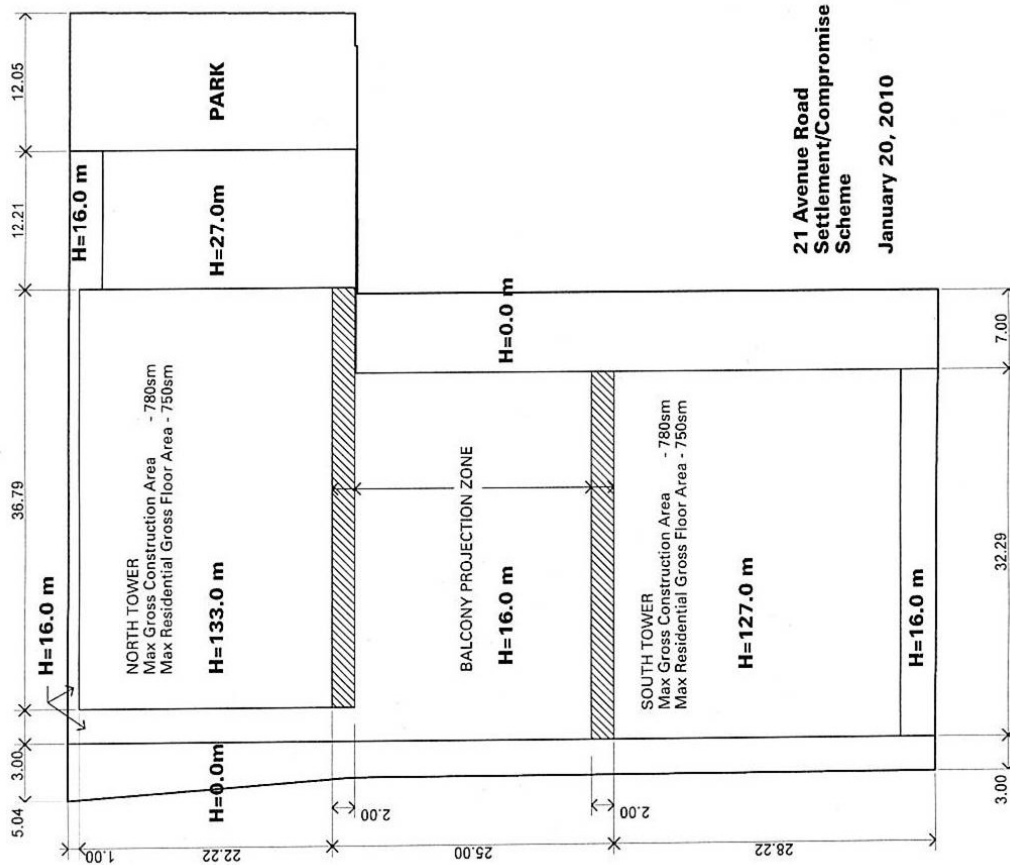 12.05
12.21
36.79
3.00
5.04
H=16.0 m
PARK
H=16.0 m
H=27.0m
NORTH TOWER
Max Gross Construction Area - 780sm
Max Residential Gross Floor Area - 750sm
H=133.0 m
H=0.0m
H=0.0 m
BALCONY PROJECTION ZONE
H=16.0 m
SOUTH TOWER
Max Gross Construction Area - 780sm
Max Residential Gross Floor Area - 750sm
H=127.0 m
H=16.0 m
1.00
22.22
2.00
25.00
2.00
28.22
7.00
32.29
3.00
21 Avenue Road
Settlement/Compromise
Scheme
January 20, 2010